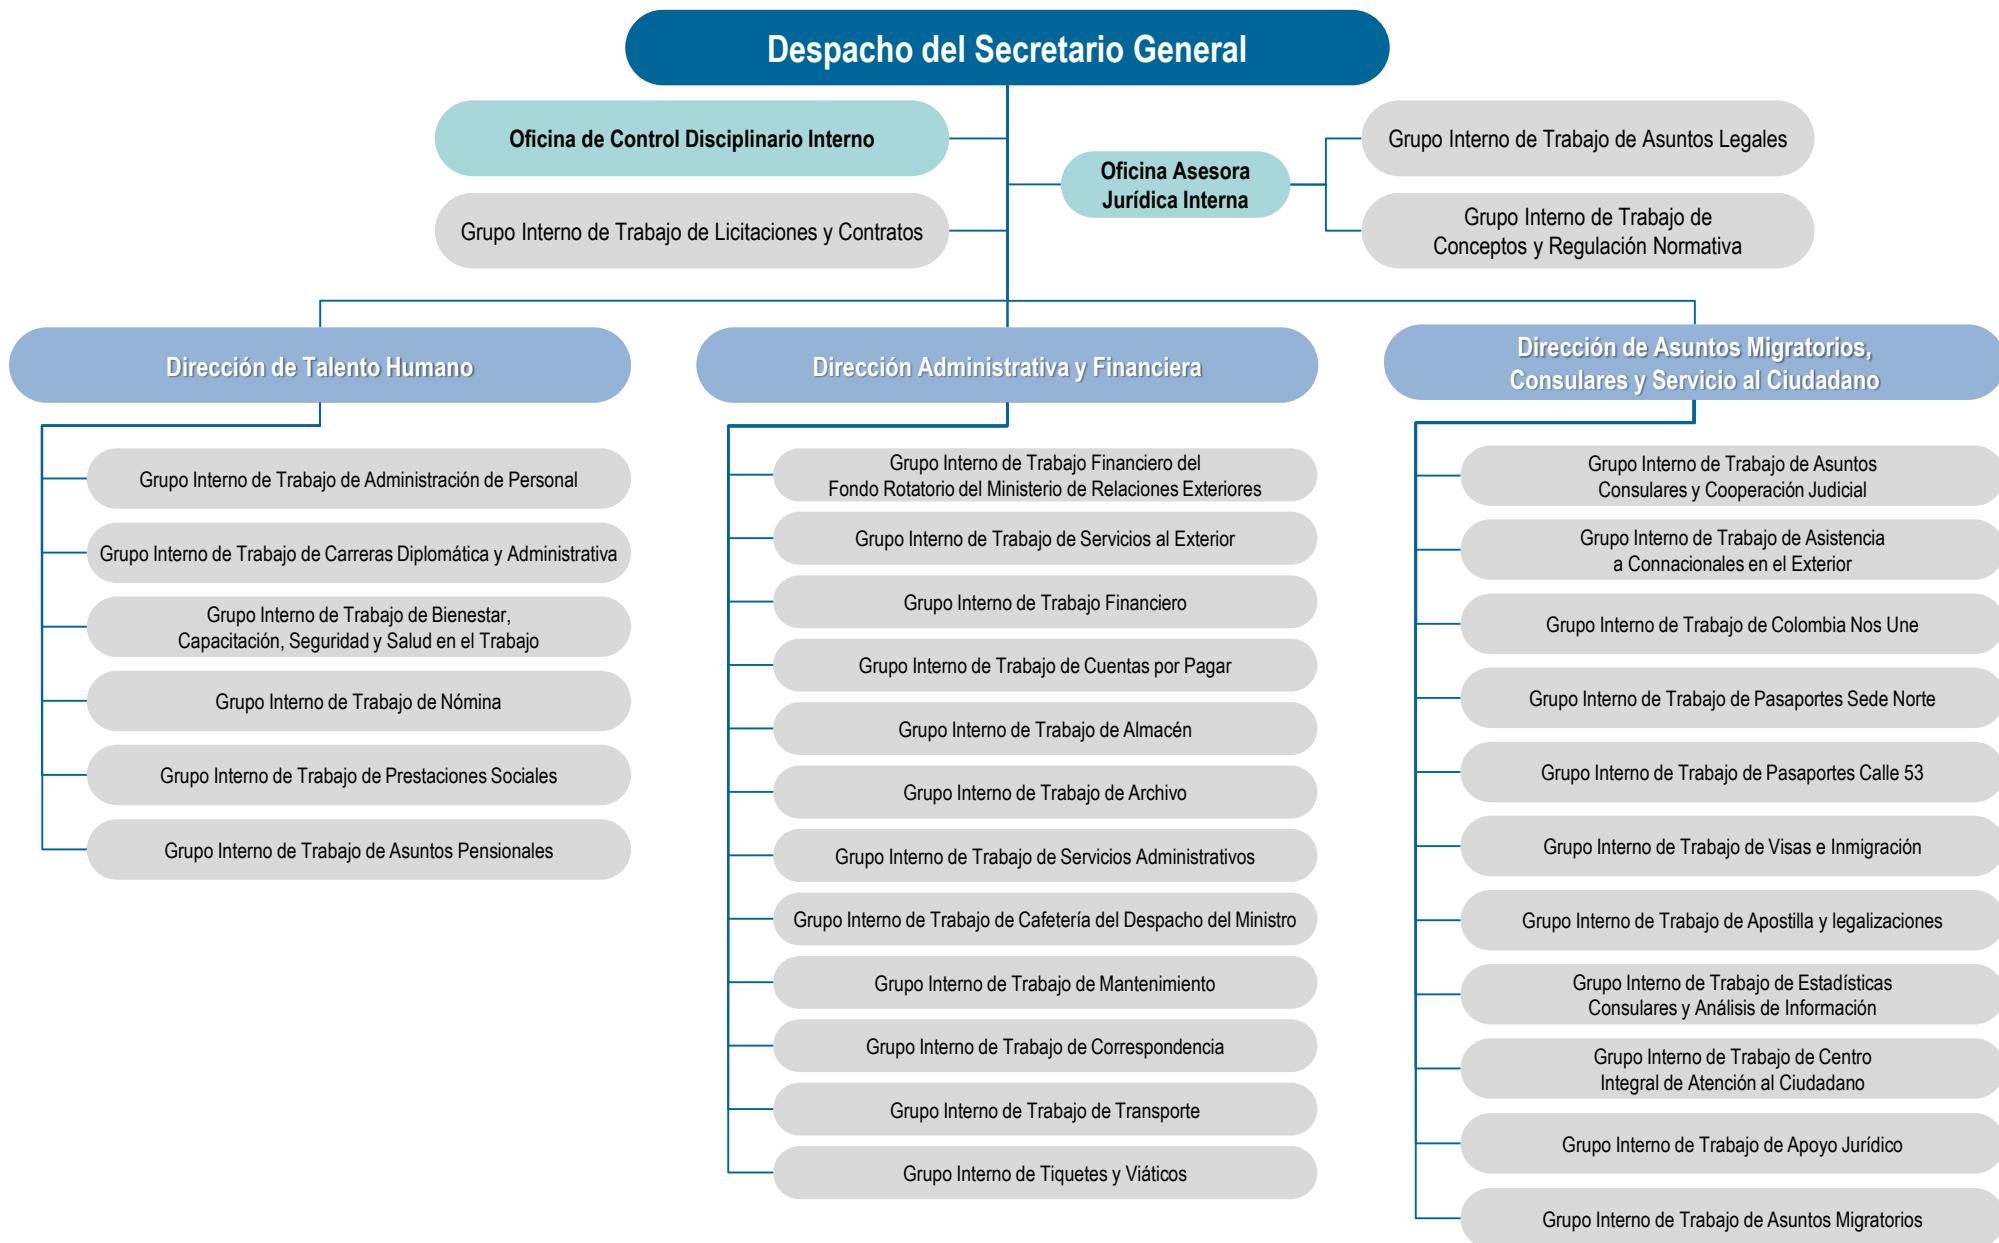 Despacho del Secretario General
Oficina de Control Disciplinario Interno
Grupo Interno de Trabajo de Licitaciones y Contratos
Oficina Asesora
Jurídica Interna
Grupo Interno de Trabajo de Asuntos Legales
Grupo Interno de Trabajo de
Conceptos y Regulación Normativa
Dirección de Talento Humano
Grupo Interno de Trabajo de Administración de Personal
Grupo Interno de Trabajo de Carreras Diplomática y Administrativa
Grupo Interno de Trabajo de Bienestar,
Capacitación, Seguridad y Salud en el Trabajo
Grupo Interno de Trabajo de Nómina
Grupo Interno de Trabajo de Prestaciones Sociales
Grupo Interno de Trabajo de Asuntos Pensionales
Dirección Administrativa y Financiera
Grupo Interno de Trabajo Financiero del
Fondo Rotatorio del Ministerio de Relaciones Exteriores
Grupo Interno de Trabajo de Servicios al Exterior
Grupo Interno de Trabajo Financiero
Grupo Interno de Trabajo de Cuentas por Pagar
Grupo Interno de Trabajo de Almacén
Grupo Interno de Trabajo de Archivo
Grupo Interno de Trabajo de Servicios Administrativos
Grupo Interno de Trabajo de Cafetería del Despacho del Ministro
Grupo Interno de Trabajo de Mantenimiento
Grupo Interno de Trabajo de Correspondencia
Grupo Interno de Trabajo de Transporte
Grupo Interno de Tiquetes y Viáticos
Dirección de Asuntos Migratorios,
Consulares y Servicio al Ciudadano
Grupo Interno de Trabajo de Asuntos
Consulares y Cooperación Judicial
Grupo Interno de Trabajo de Asistencia
a Connacionales en el Exterior
Grupo Interno de Trabajo de Colombia Nos Une
Grupo Interno de Trabajo de Pasaportes Sede Norte
Grupo Interno de Trabajo de Pasaportes Calle 53
Grupo Interno de Trabajo de Visas e Inmigración
Grupo Interno de Trabajo de Apostilla y legalizaciones
Grupo Interno de Trabajo de Estadísticas
Consulares y Análisis de Información
Grupo Interno de Trabajo de Centro
Integral de Atención al Ciudadano
Grupo Interno de Trabajo de Apoyo Jurídico
Grupo Interno de Trabajo de Asuntos Migratorios